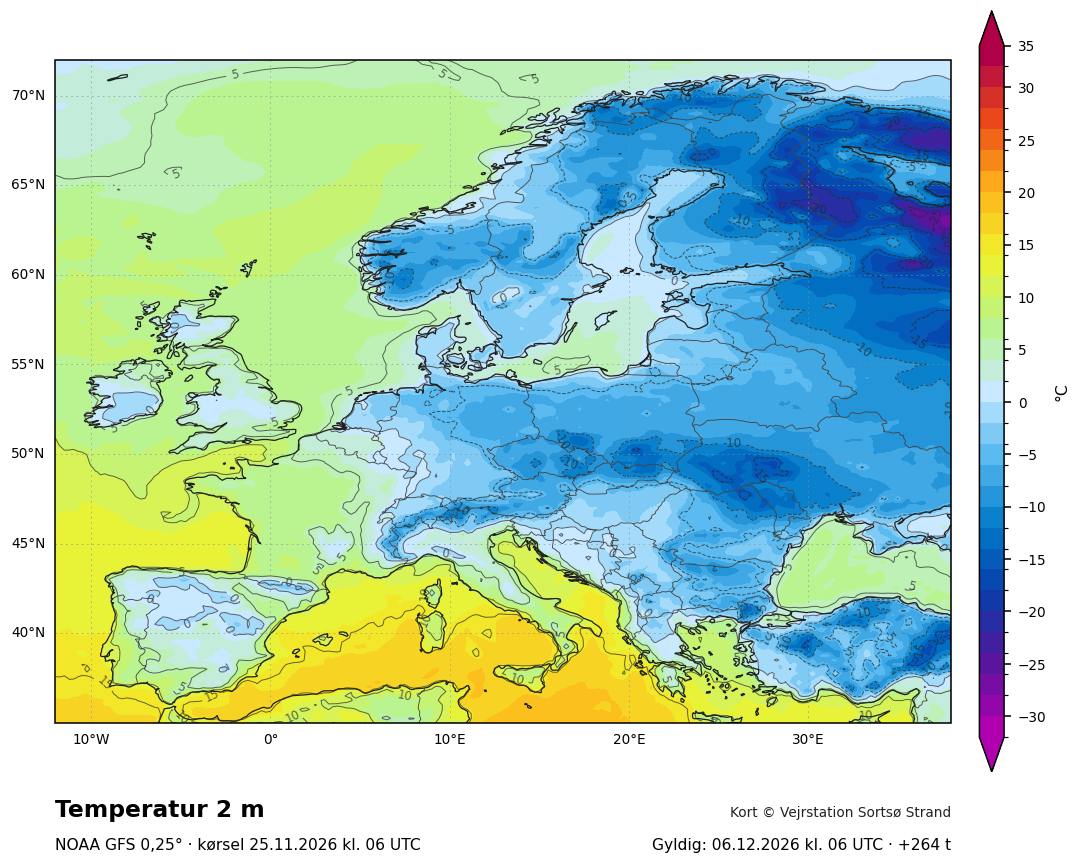 70°N
65°N
60°N
55°N
50°N
45°N
40°N
10°W
0°
10°E
20°E
30°E
35
30
25
20
15
10
5
0
−5
−10
−15
−20
−25
−30
°C
Temperatur 2 m
Kort © Vejrstation Sortsø Strand
NOAA GFS 0,25° · kørsel 25.11.2026 kl. 06 UTC
Gyldig: 06.12.2026 kl. 06 UTC · +264 t